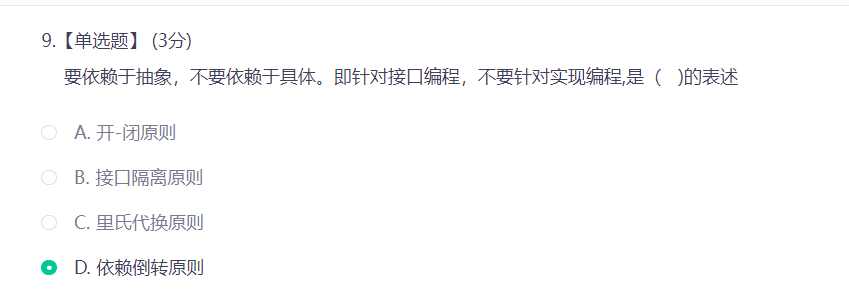 9.【单选题】 (3分)
要依赖于抽象，不要依赖于具体。即针对接口编程，不要针对实现编程,是（ )的表述
A. 开-闭原则
B. 接口隔离原则
C. 里氏代换原则
D. 依赖倒转原则